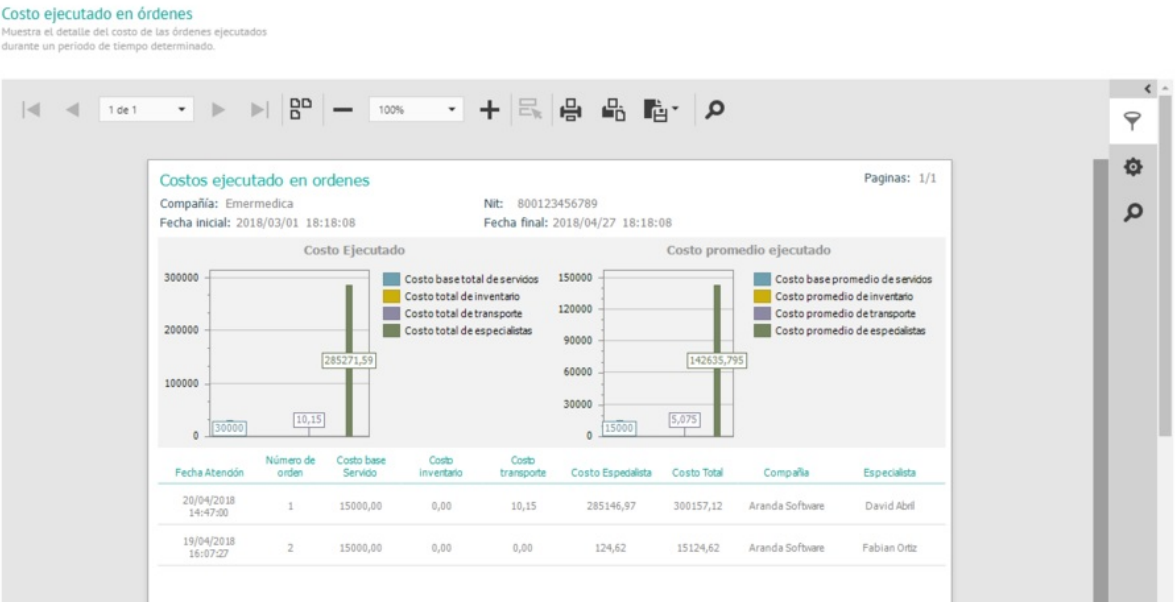 Costo ejecutado en órdenes
Muestra el detalle del costo de las órdenes ejecutados
durante un periodo de tiempo determinado.
1 de 1
100%
Costos ejecutado en ordenes
Paginas: 1/1
Compañía: Emermedica
Nit: 800123456789
Fecha inicial: 2018/03/01 18:18:08
Fecha final: 2018/04/27 18:18:08
Costo Ejecutado
300000
200000
100000
0
30000
10,15
285271,59
Costo base total de servicios
Costo total de inventario
Costo total de transporte
Costo total de especialistas
Costo promedio ejecutado
150000
120000
90000
60000
30000
0
15000
5,075
142635,795
Costo base promedio de servicios
Costo promedio de inventario
Costo promedio de transporte
Costo promedio de especialistas
Fecha Atención Número de orden Costo base Servicio Costo inventario Costo transporte Costo Especialista Costo Total Compañia Especialista
20/04/2018 14:47:00 1 15000,00 0,00 10,15 285146,97 300157,12 Aranda Software David Abril
19/04/2018 16:07:27 2 15000,00 0,00 0,00 124,62 15124,62 Aranda Software Fabian Ortiz